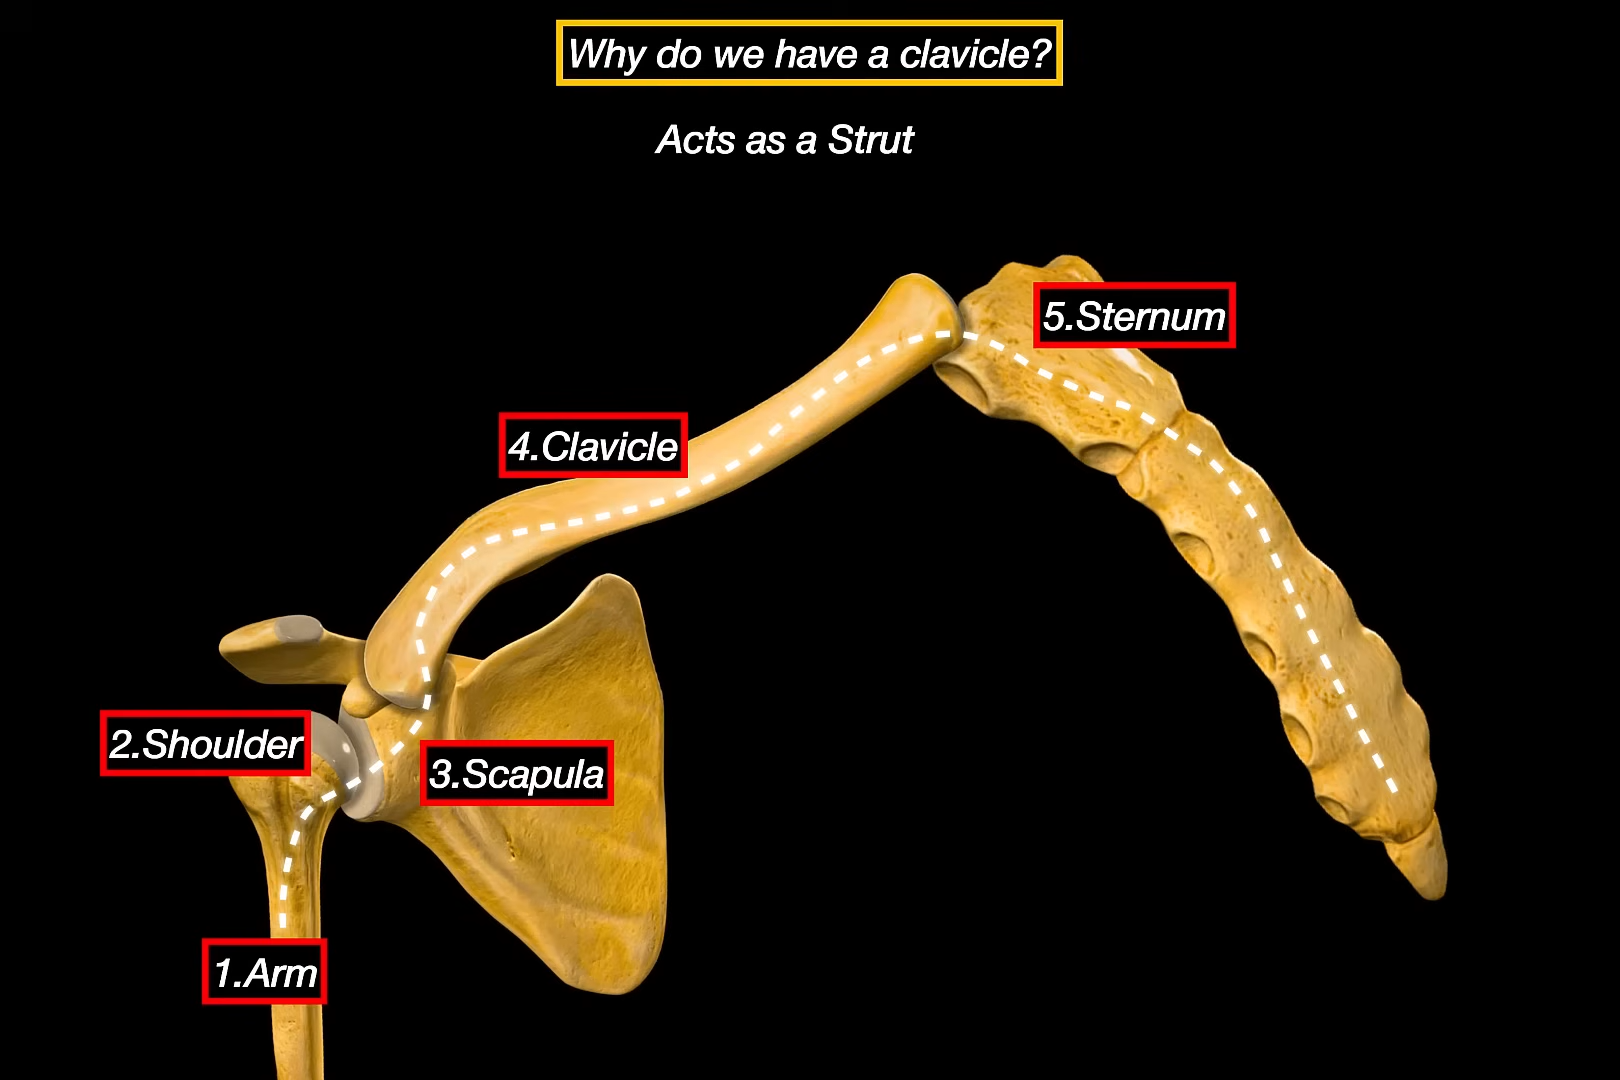 Why do we have a clavicle?
Acts as a Strut
5.Sternum
4.Clavicle
2.Shoulder
3.Scapula
1.Arm